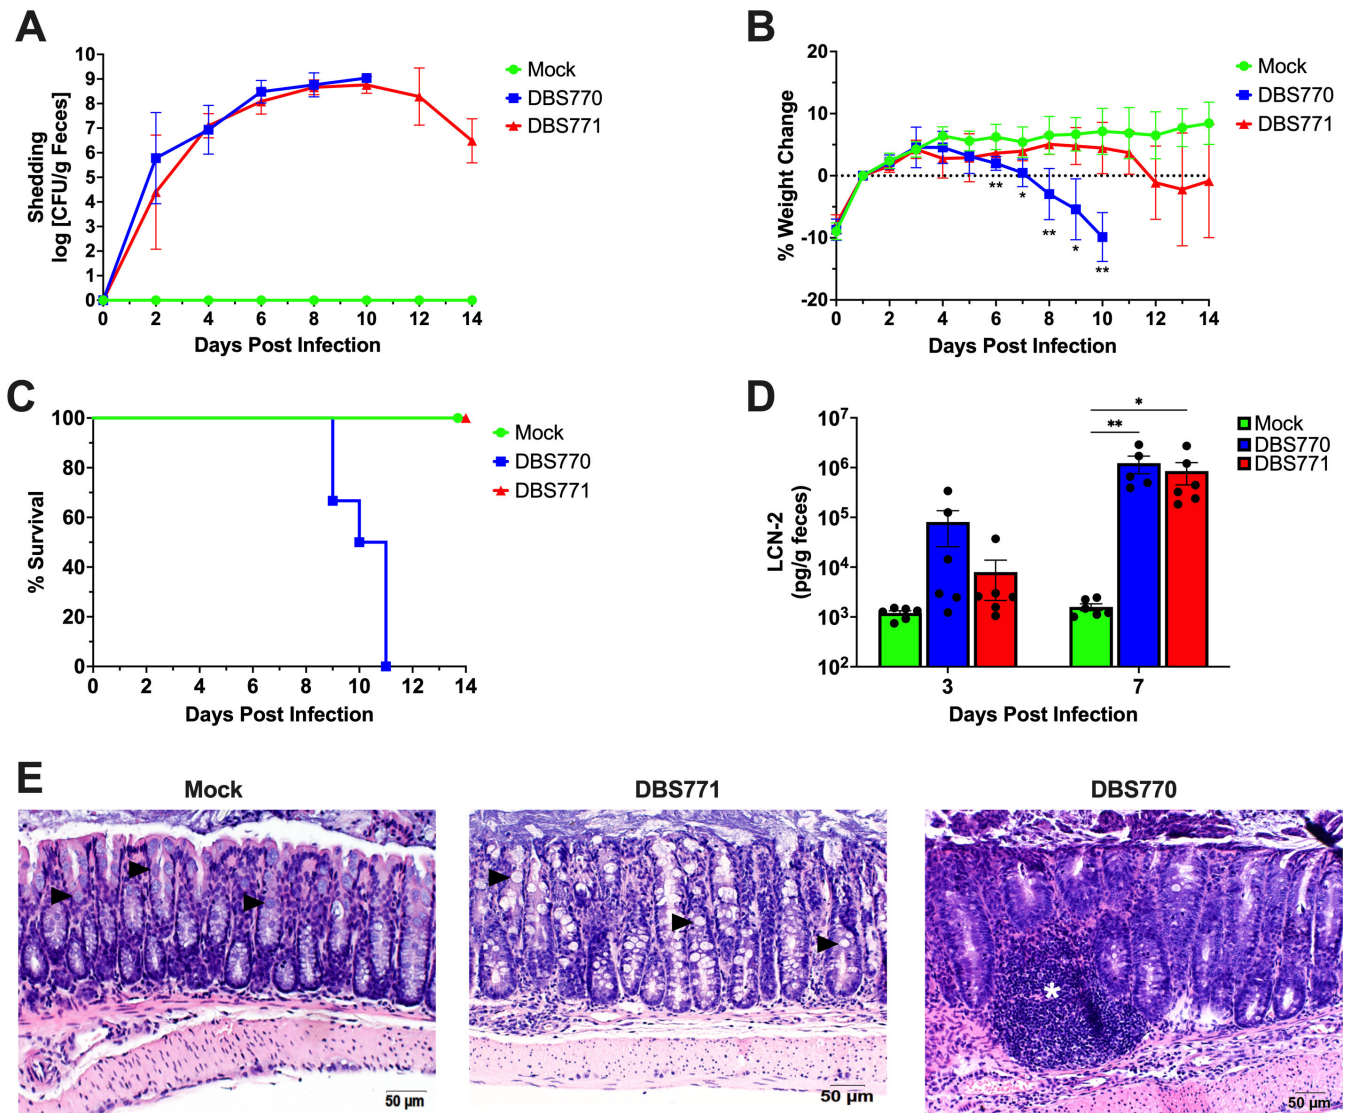 A
Shedding
log [CFU/g Feces]
10
9
8
7
6
5
4
3
2
1
0
0 2 4 6 8 10 12 14
Days Post Infection
Mock
DBS770
DBS771
B
% Weight Change
20
10
0
-10
-20
** * ** * **
0 2 4 6 8 10 12 14
Days Post Infection
Mock
DBS770
DBS771
C
% Survival
100
80
60
40
20
0
0 2 4 6 8 10 12 14
Days Post Infection
Mock
DBS770
DBS771
D
LCN-2
(pg/g feces)
10⁷
10⁶
10⁵
10⁴
10³
10²
*
**
3 7
Days Post Infection
Mock
DBS770
DBS771
E
Mock
DBS771
DBS770
*
50 µm
50 µm
50 µm